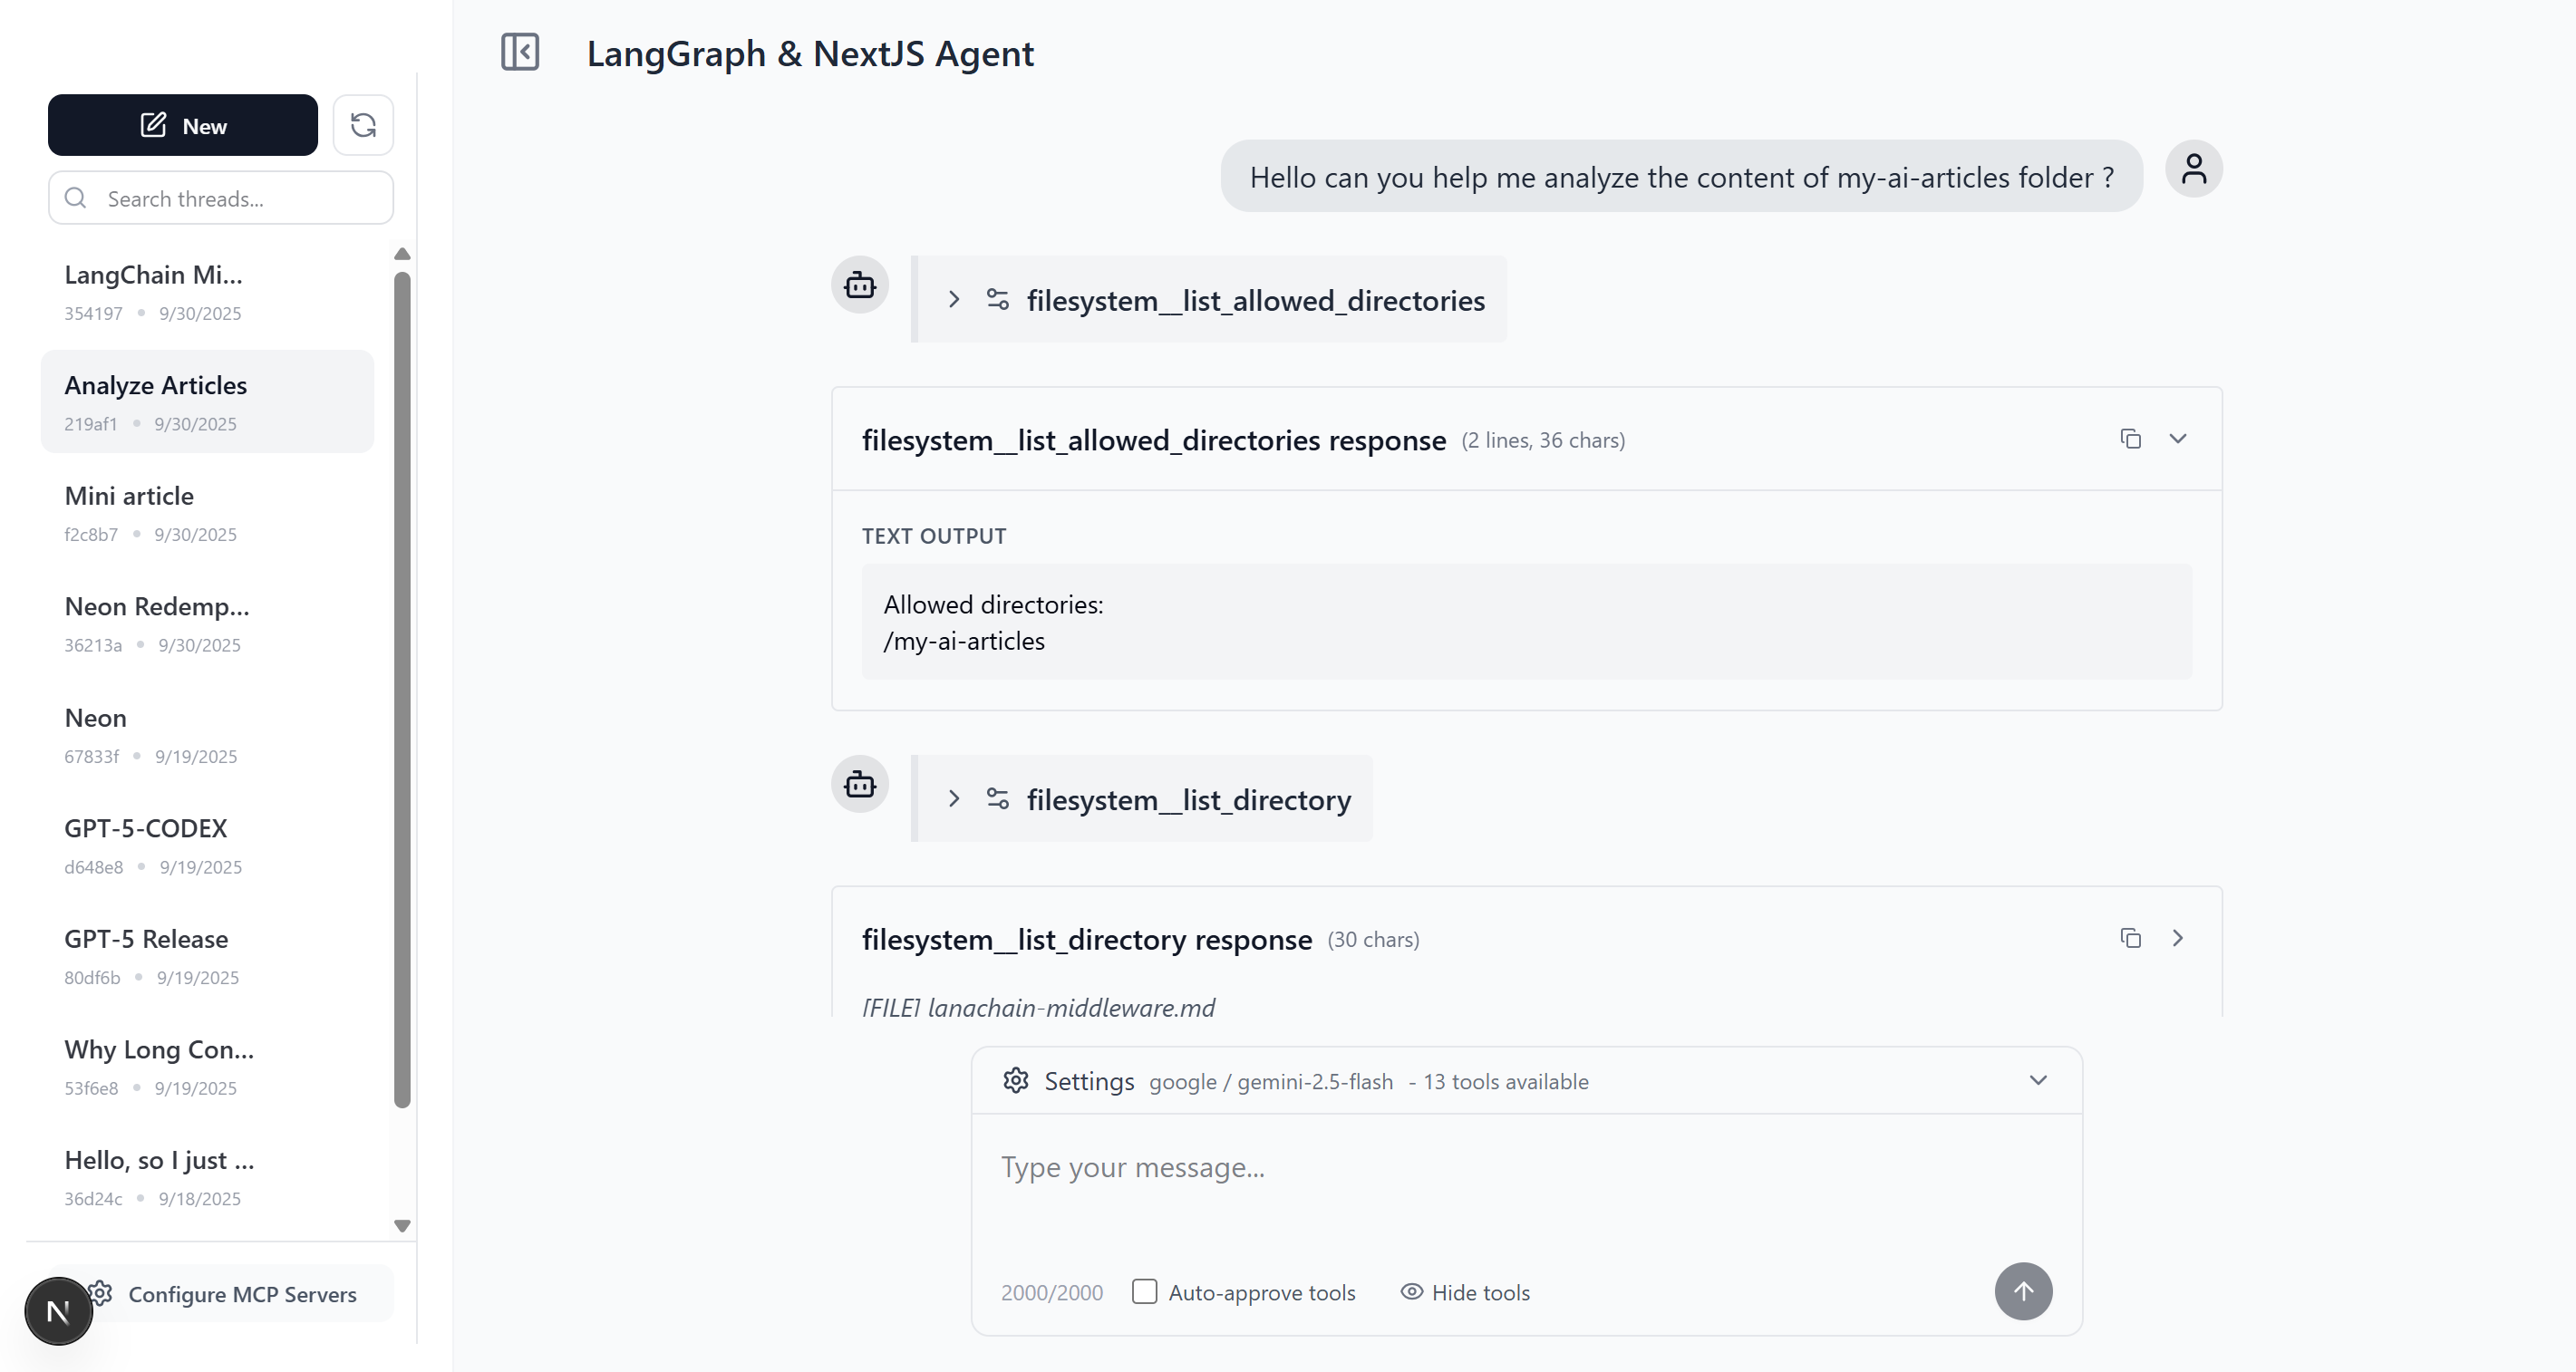 LangGraph & NextJS Agent
New
Search threads...
LangChain Mi...
354197 • 9/30/2025
Analyze Articles
219af1 • 9/30/2025
Mini article
f2c8b7 • 9/30/2025
Neon Redemp...
36213a • 9/30/2025
Neon
67833f • 9/19/2025
GPT-5-CODEX
d648e8 • 9/19/2025
GPT-5 Release
80df6b • 9/19/2025
Why Long Con...
53f6e8 • 9/19/2025
Hello, so I just ...
36d24c • 9/18/2025
Configure MCP Servers
N
Hello can you help me analyze the content of my-ai-articles folder ?
filesystem__list_allowed_directories
filesystem__list_allowed_directories response (2 lines, 36 chars)
TEXT OUTPUT
Allowed directories:
/my-ai-articles
filesystem__list_directory
filesystem__list_directory response (30 chars)
[FILE] langchain-middleware.md
Settings google / gemini-2.5-flash - 13 tools available
Type your message...
2000/2000 Auto-approve tools Hide tools